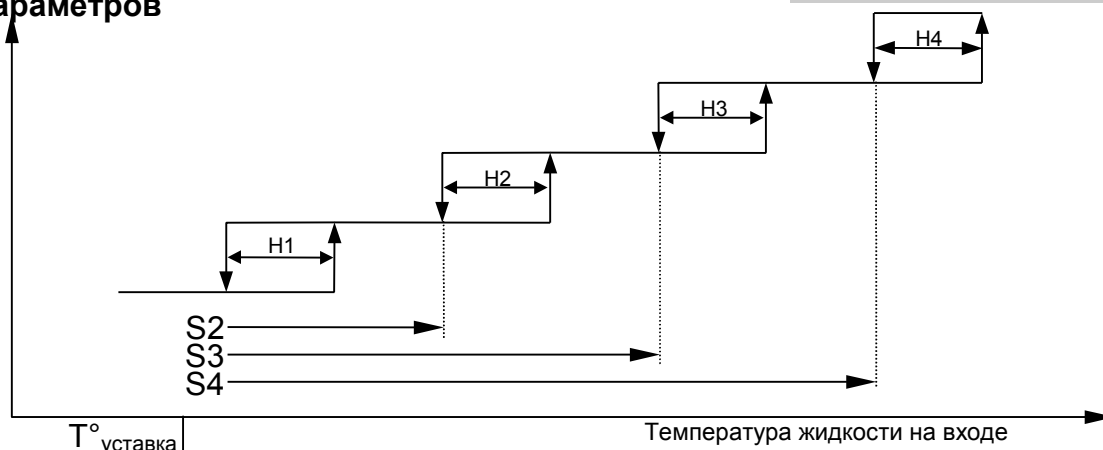 араметров
H4
H3
H2
H1
S2
S3
S4
T°уставка
Температура жидкости на входе